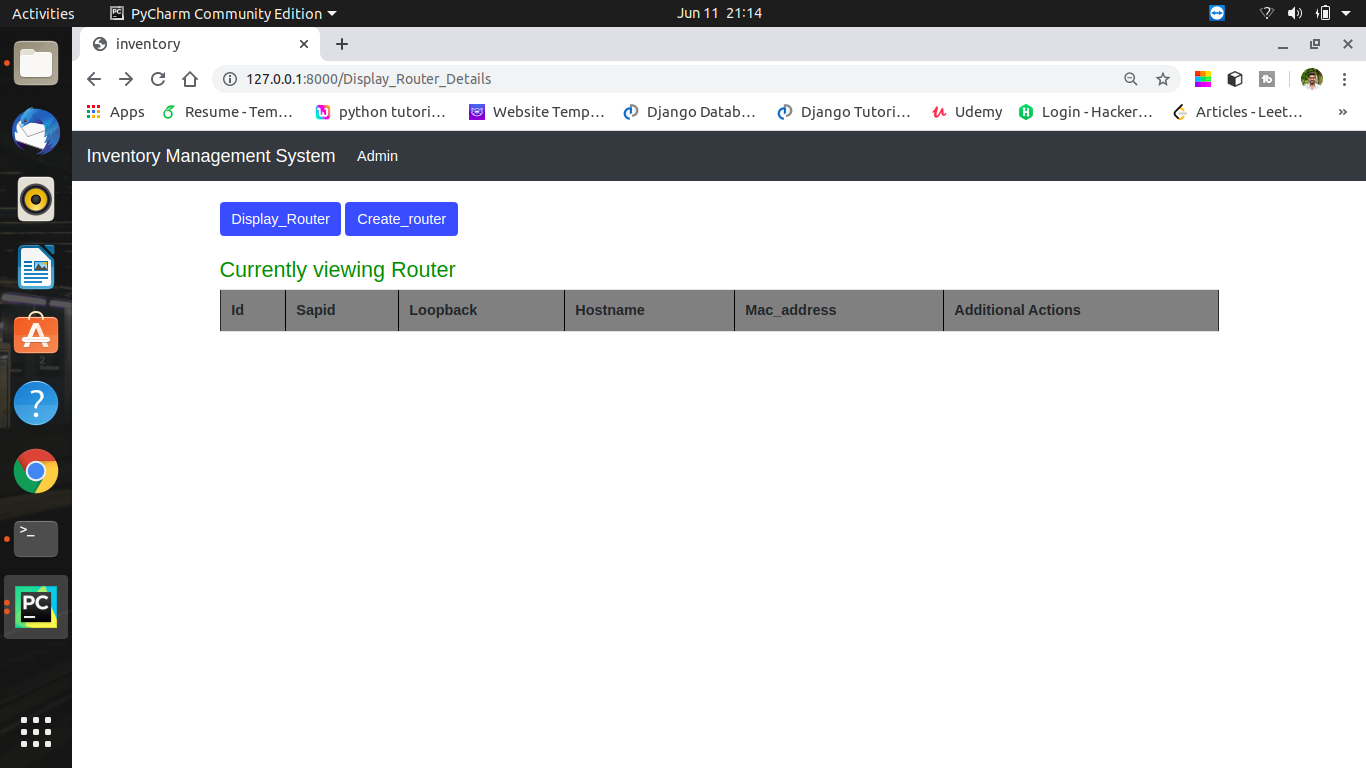 Activities PyCharm Community Edition Jun 11 21:14
inventory
127.0.0.1:8000/Display_Router_Details
Apps Resume - Tem... python tutori... Website Temp... Django Datab... Django Tutori... Udemy Login - Hacker... Articles - Leet... »
Inventory Management System Admin
Display_Router Create_router
Currently viewing Router
Id Sapid Loopback Hostname Mac_address Additional Actions
PC